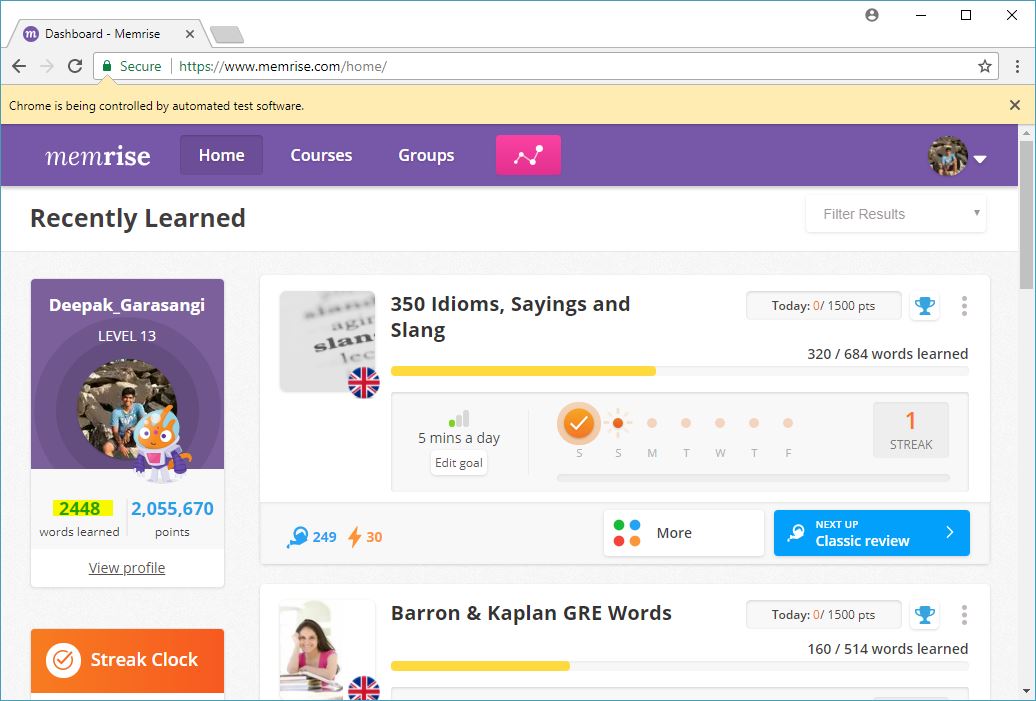 Dashboard - Memrise
Secure
https://www.memrise.com/home/
Chrome is being controlled by automated test software.
memrise
Home
Courses
Groups
Recently Learned
Filter Results
Deepak_Garasangi
LEVEL 13
2448
2,055,670
words learned
points
View profile
Streak Clock
350 Idioms, Sayings and
Slang
Today: 0/ 1500 pts
320 / 684 words learned
5 mins a day
Edit goal
S S M T W T F
1
STREAK
249
30
More
NEXT UP
Classic review
Barron & Kaplan GRE Words
Today: 0/ 1500 pts
160 / 514 words learned